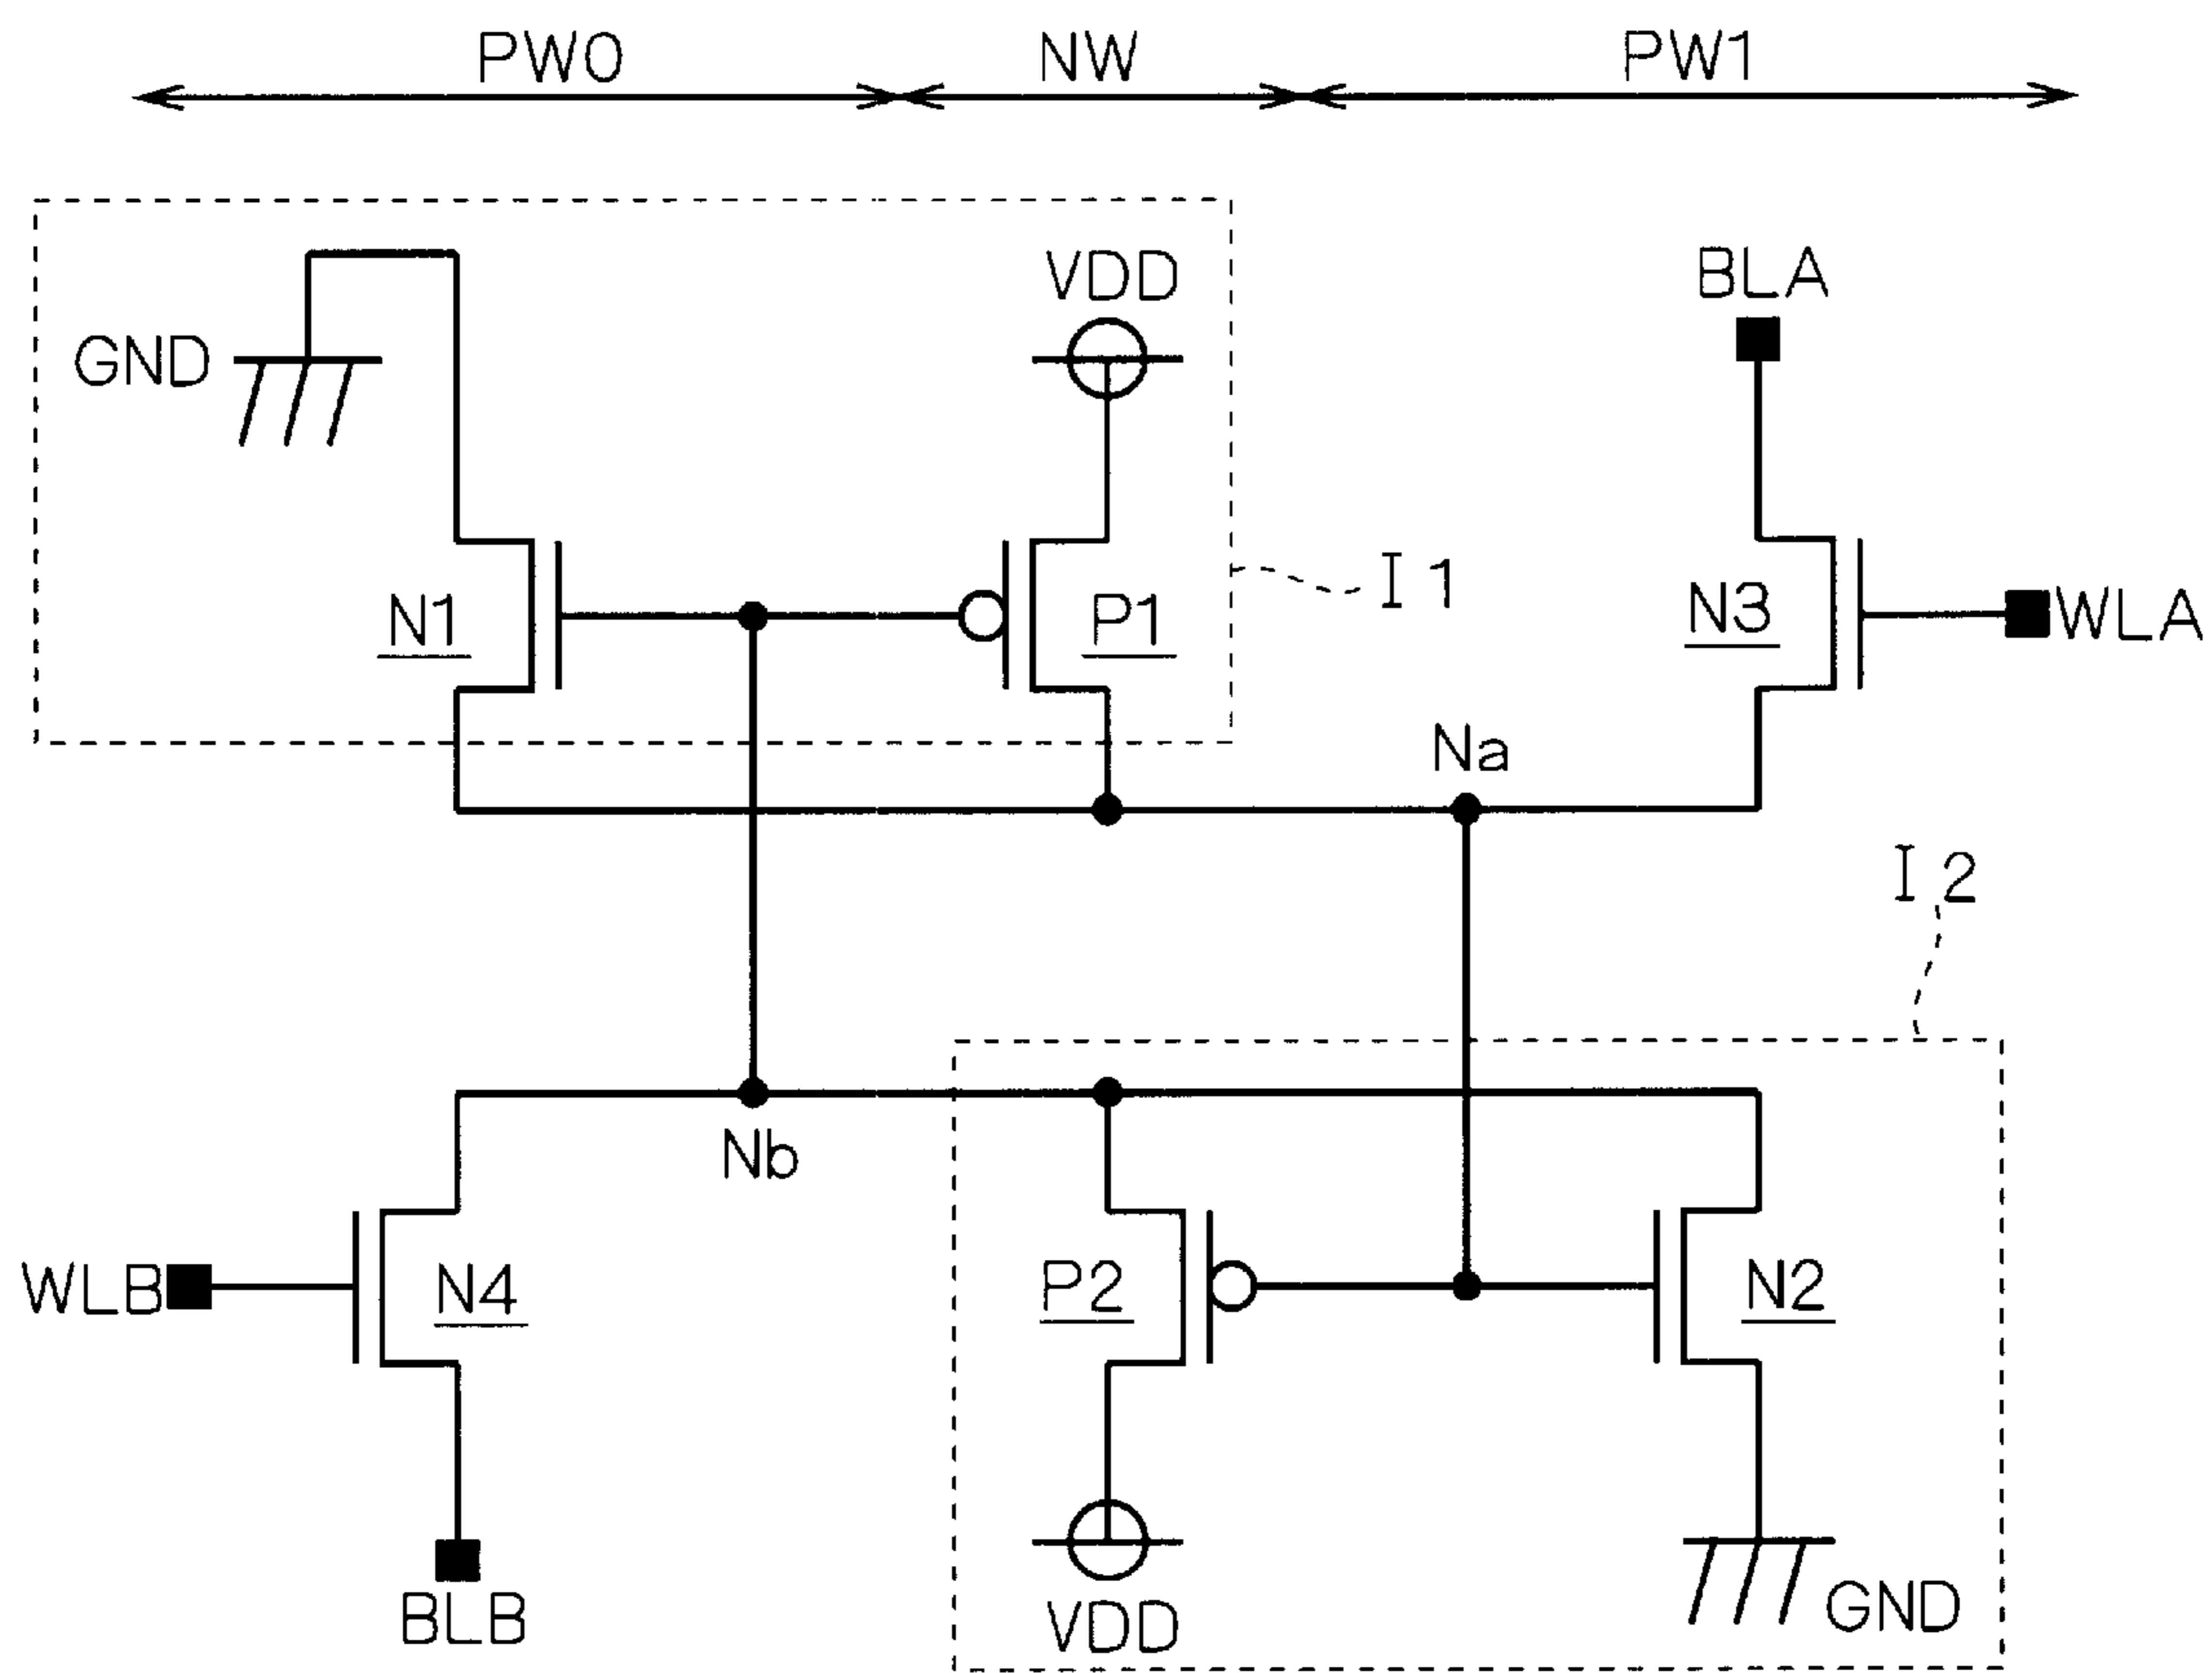 PW0 NW PW1
VDD BLA
GND
N1 P1 I1 N3 WLA
Na
I2
Nb
WLB N4 P2 N2
BLB VDD GND